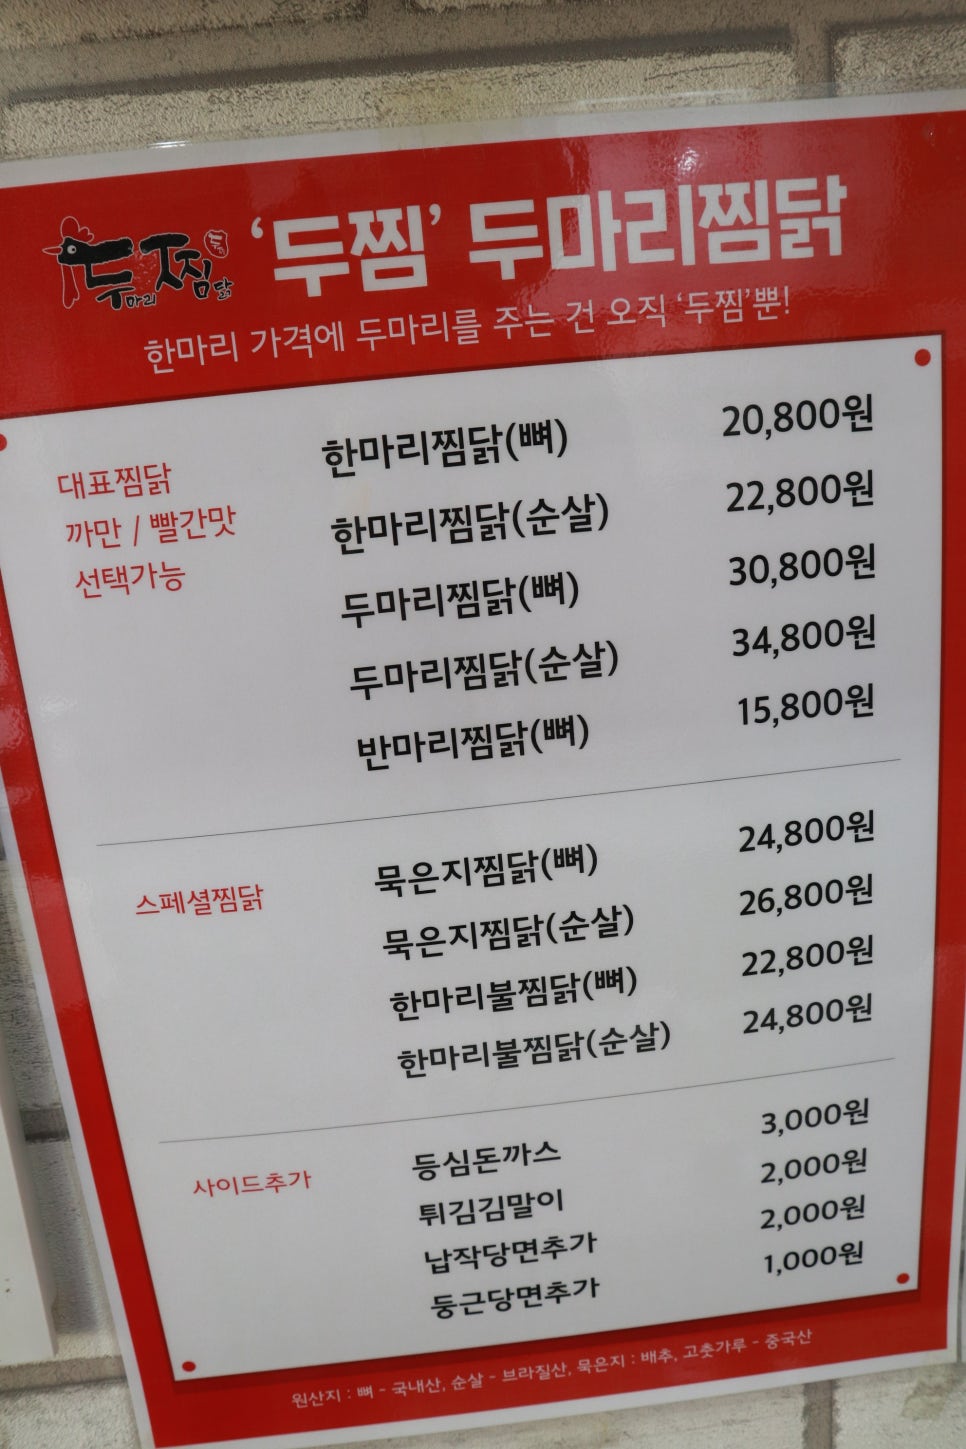 두찜
마리 닭
'두찜' 두마리찜닭
한마리 가격에 두마리를 주는 건 오직 '두찜'뿐!
대표찜닭
까만 / 빨간맛
선택가능
한마리찜닭(뼈) 20,800원
한마리찜닭(순살) 22,800원
두마리찜닭(뼈) 30,800원
두마리찜닭(순살) 34,800원
반마리찜닭(뼈) 15,800원
스페셜찜닭
묵은지찜닭(뼈) 24,800원
묵은지찜닭(순살) 26,800원
한마리불찜닭(뼈) 22,800원
한마리불찜닭(순살) 24,800원
사이드추가
등심돈까스 3,000원
튀김김말이 2,000원
납작당면추가 2,000원
둥근당면추가 1,000원
원산지 : 뼈 - 국내산, 순살 - 브라질산, 묵은지 : 배추, 고춧가루 - 중국산